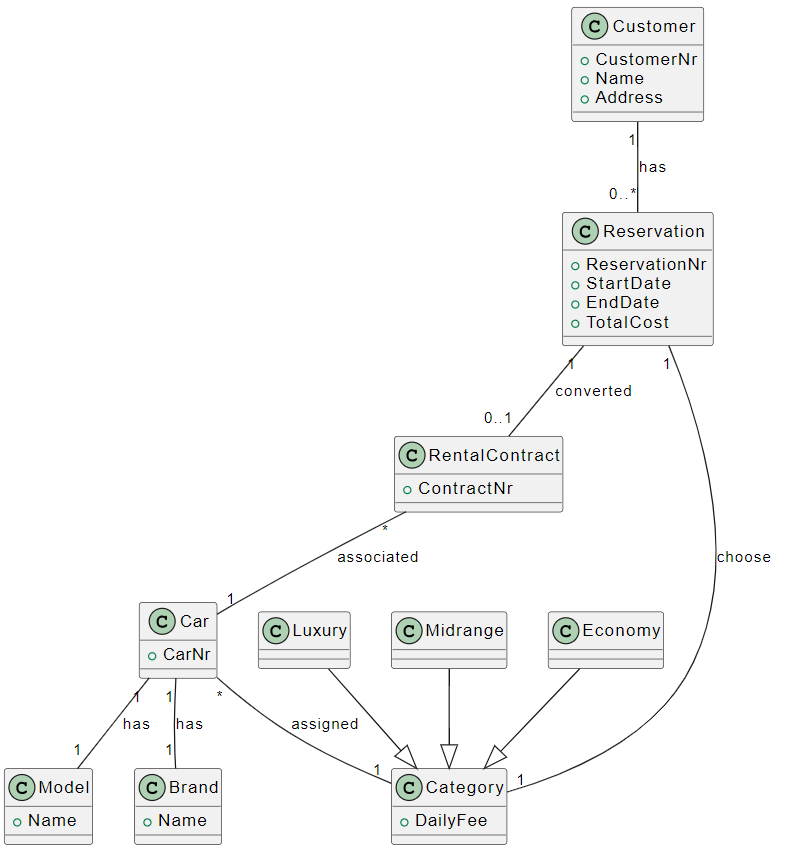 C Customer
CustomerNr
Name
Address
1
has
0..*
C Reservation
ReservationNr
StartDate
EndDate
TotalCost
1
1
converted
0..1
C RentalContract
ContractNr
*
associated
choose
1
C Car
CarNr
C Luxury
C Midrange
C Economy
1
1
*
has
has
assigned
1
1
1
1
C Model
Name
C Brand
Name
C Category
DailyFee